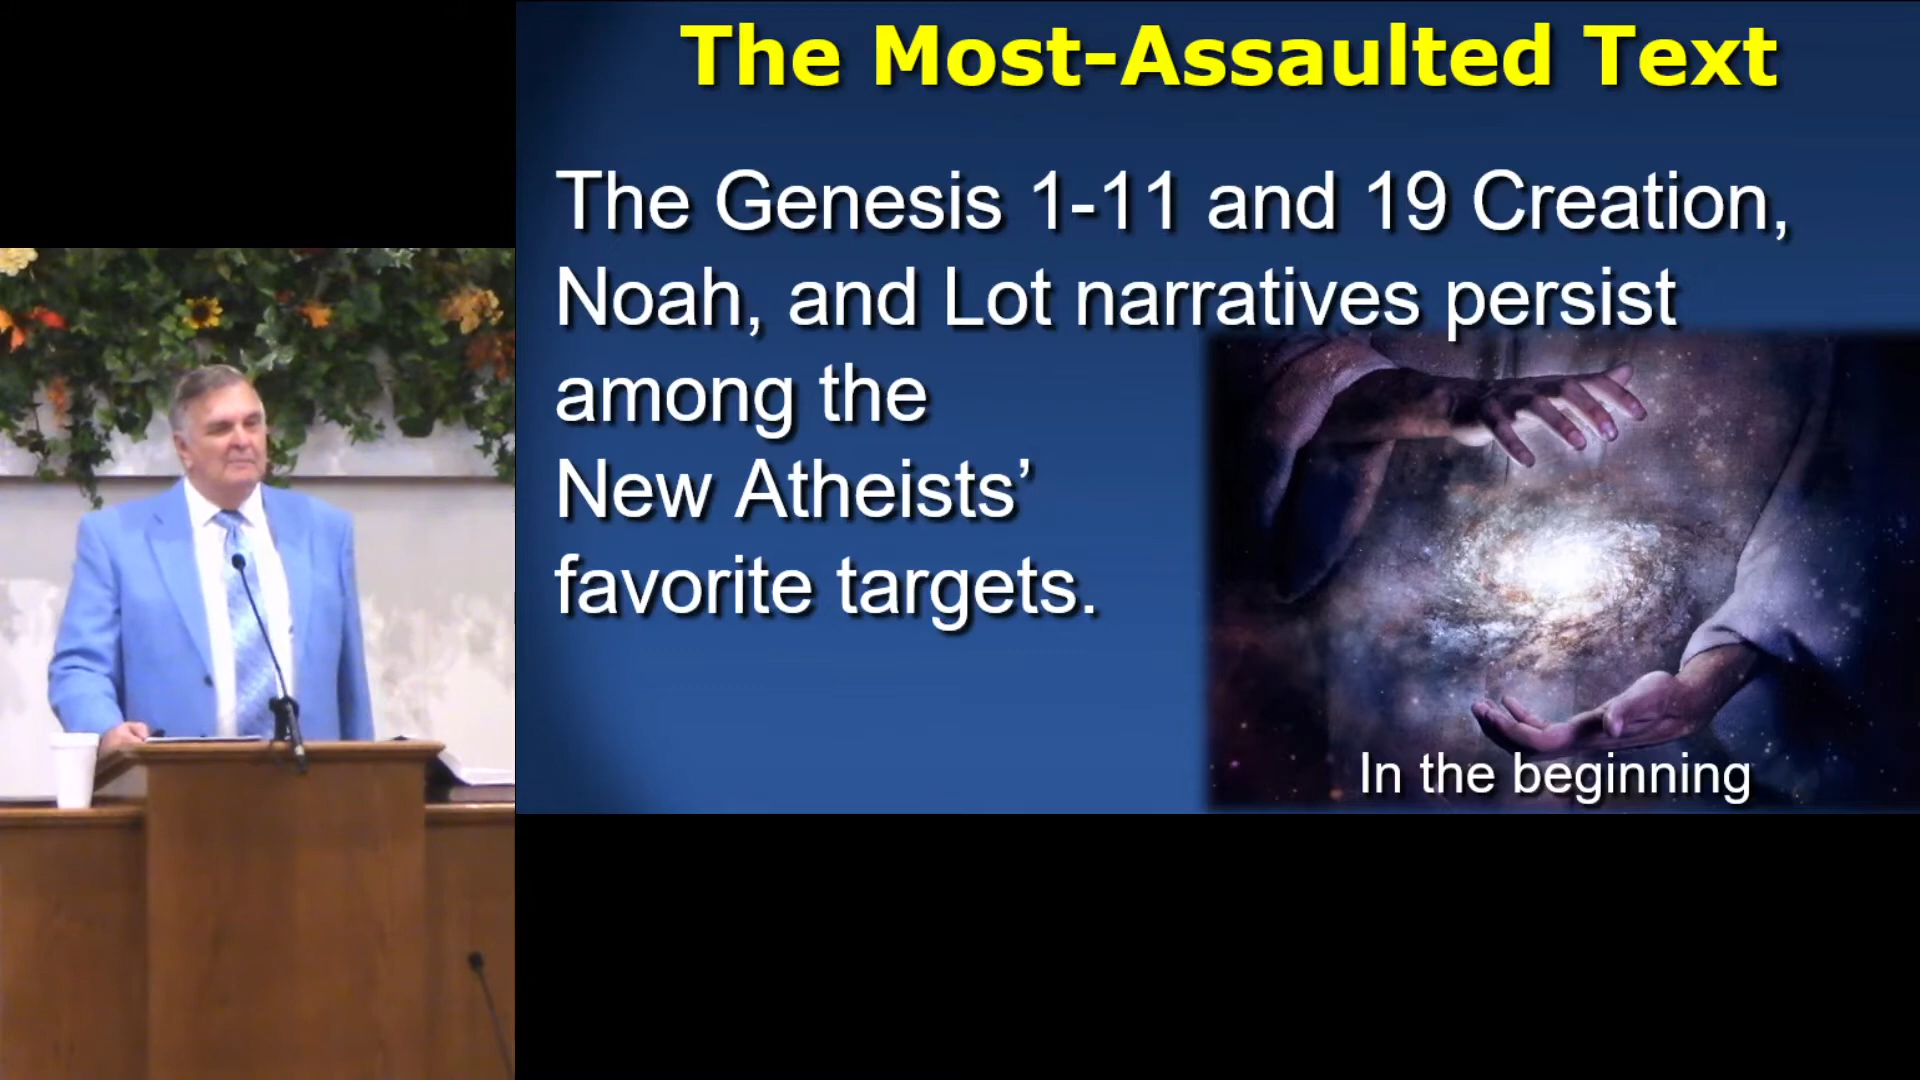 The Most-Assaulted Text
The Genesis 1-11 and 19 Creation,
Noah, and Lot narratives persist
among the
New Atheists’
favorite targets.
In the beginning